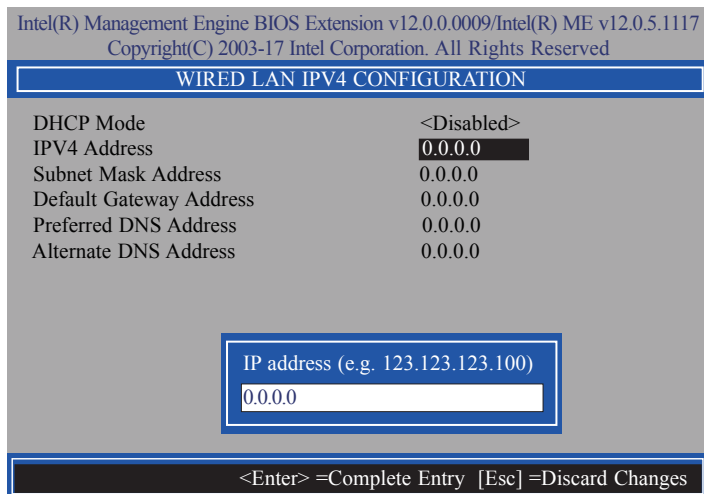 Intel(R) Management Engine BIOS Extension v12.0.0.0009/Intel(R) ME v12.0.5.1117
Copyright(C) 2003-17 Intel Corporation. All Rights Reserved
WIRED LAN IPV4 CONFIGURATION
DHCP Mode <Disabled>
IPV4 Address 0.0.0.0
Subnet Mask Address 0.0.0.0
Default Gateway Address 0.0.0.0
Preferred DNS Address 0.0.0.0
Alternate DNS Address 0.0.0.0
IP address (e.g. 123.123.123.100)
0.0.0.0
<Enter> =Complete Entry [Esc] =Discard Changes